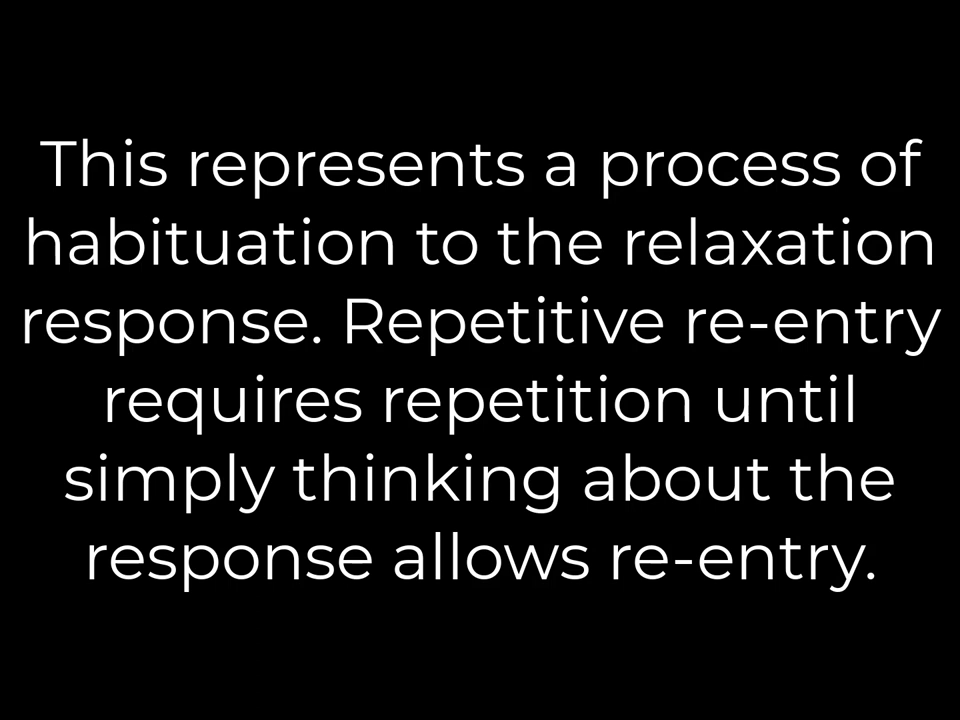 This represents a process of
habituation to the relaxation
response. Repetitive re-entry
requires repetition until
simply thinking about the
response allows re-entry.